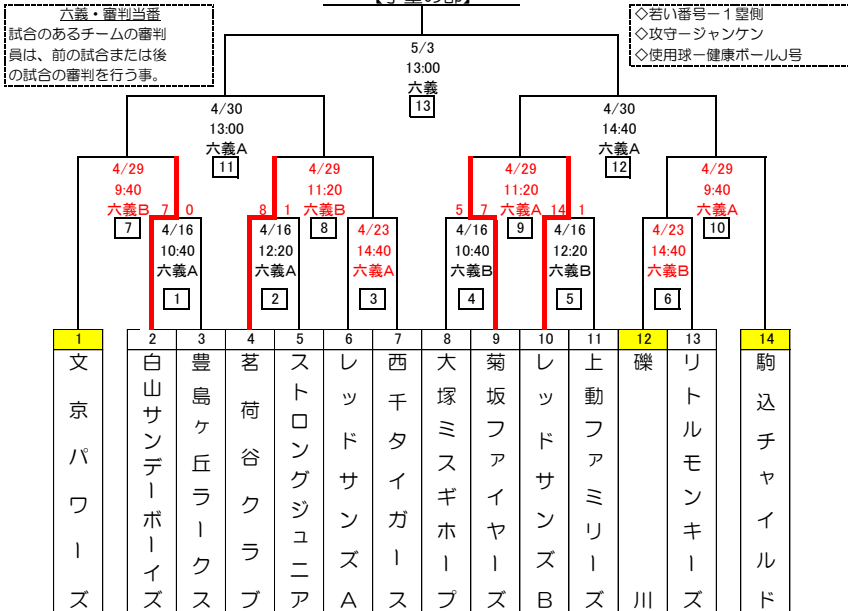 六義・審判当番
試合のあるチームの審判
員は、前の試合または後
の試合の審判を行う事。
◇若い番号－1塁側
◇攻守－ジャンケン
◇使用球－健康ボールJ号
5/3
13:00
六義
13
4/30
13:00
六義A
11
4/30
14:40
六義A
12
4/29
9:40
六義B
7
4/29
11:20
六義B
8
4/29
11:20
六義A
9
4/29
9:40
六義A
10
7 0
4/16
10:40
六義A
1
8 1
4/16
12:20
六義A
2
4/23
14:40
六義A
3
5 7
4/16
10:40
六義B
4
14 1
4/16
12:20
六義B
5
4/23
14:40
六義B
6
1
文京パワーズ
2
白山サンデーボーイズ
3
豊島ヶ丘ラークス
4
茗荷谷クラブ
5
ストロングジュニア
6
レッドサンズA
7
西千タイガース
8
大塚ミスギホープ
9
菊坂ファイヤーズ
10
レッドサンズB
11
上動ファミリーズ
12
礫川
13
リトルモンキーズ
14
駒込チャイルド